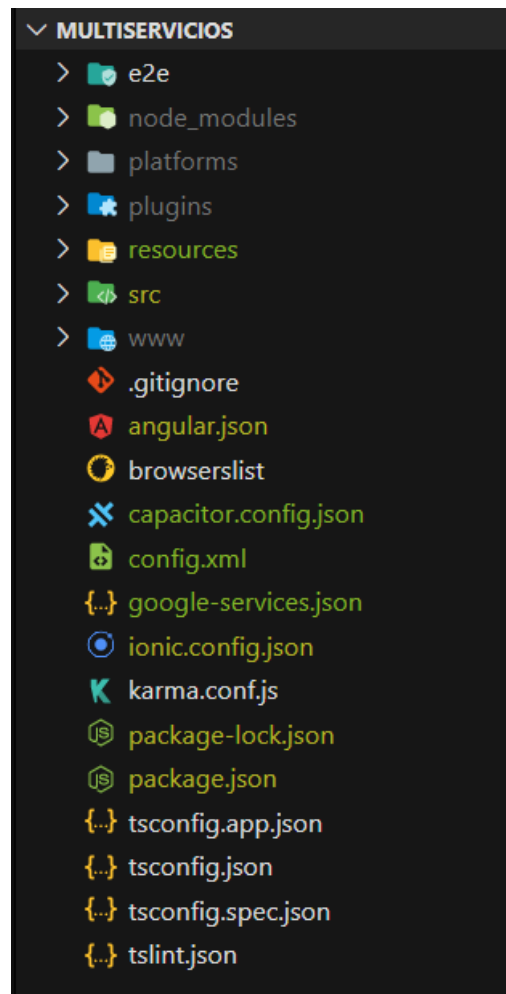 MULTISERVICIOS
e2e
node_modules
platforms
plugins
resources
src
www
.gitignore
angular.json
browserslist
capacitor.config.json
config.xml
{...} google-services.json
ionic.config.json
karma.conf.js
package-lock.json
package.json
{...} tsconfig.app.json
{...} tsconfig.json
{...} tsconfig.spec.json
{...} tslint.json